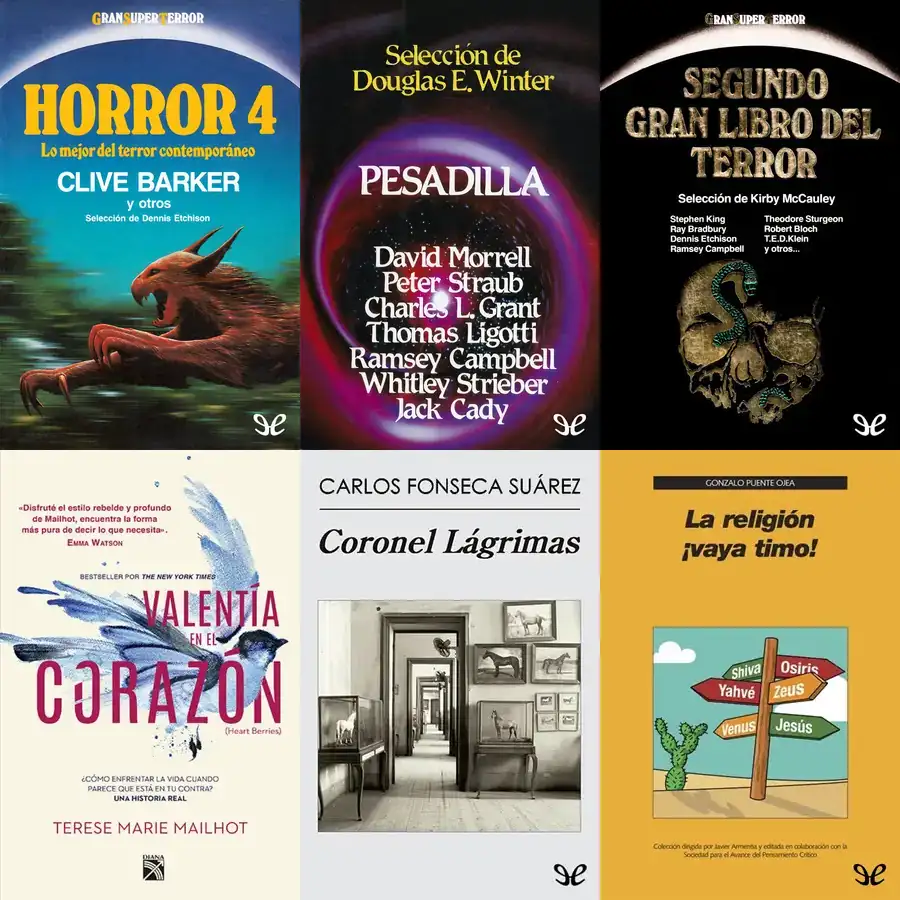 GRAN SUPER TERROR
HORROR 4
Lo mejor del terror contemporáneo
CLIVE BARKER
y otros
Selección de Dennis Etchison
Selección de
Douglas E. Winter
PESADILLA
David Morrell
Peter Straub
Charles L. Grant
Thomas Ligotti
Ramsey Campbell
Whitley Strieber
Jack Cady
GRAN SUPER TERROR
SEGUNDO
GRAN LIBRO DEL
TERROR
Selección de Kirby McCauley
Stephen King
Ray Bradbury
Dennis Etchison
Ramsey Campbell
Theodore Sturgeon
Robert Bloch
T.E.D.Klein
y otros...
«Disfruté el estilo rebelde y profundo
de Mailhot, encuentra la forma
más pura de decir lo que necesita».
EMMA WATSON
BESTSELLER POR THE NEW YORK TIMES
VALENTÍA
EN EL
CORAZÓN
(Heart Berries)
¿CÓMO ENFRENTAR LA VIDA CUANDO
PARECE QUE ESTÁ EN TU CONTRA?
UNA HISTORIA REAL
TERESE MARIE MAILHOT
DIANA
CARLOS FONSECA SUÁREZ
Coronel Lágrimas
GONZALO PUENTE OJEA
La religión
¡vaya timo!
Shiva
Osiris
Yahvé
Zeus
Venus
Jesús
Colección dirigida por Javier Armentia y editada en colaboración con la
Sociedad para el Avance del Pensamiento Crítico